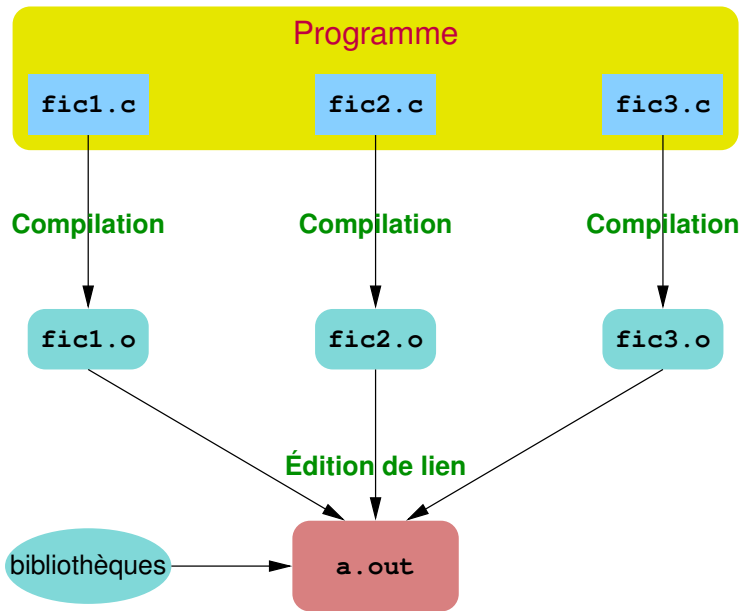 Programme
fic1.c fic2.c fic3.c
Compilation Compilation Compilation
fic1.o fic2.o fic3.o
Édition de lien
bibliothèques a.out